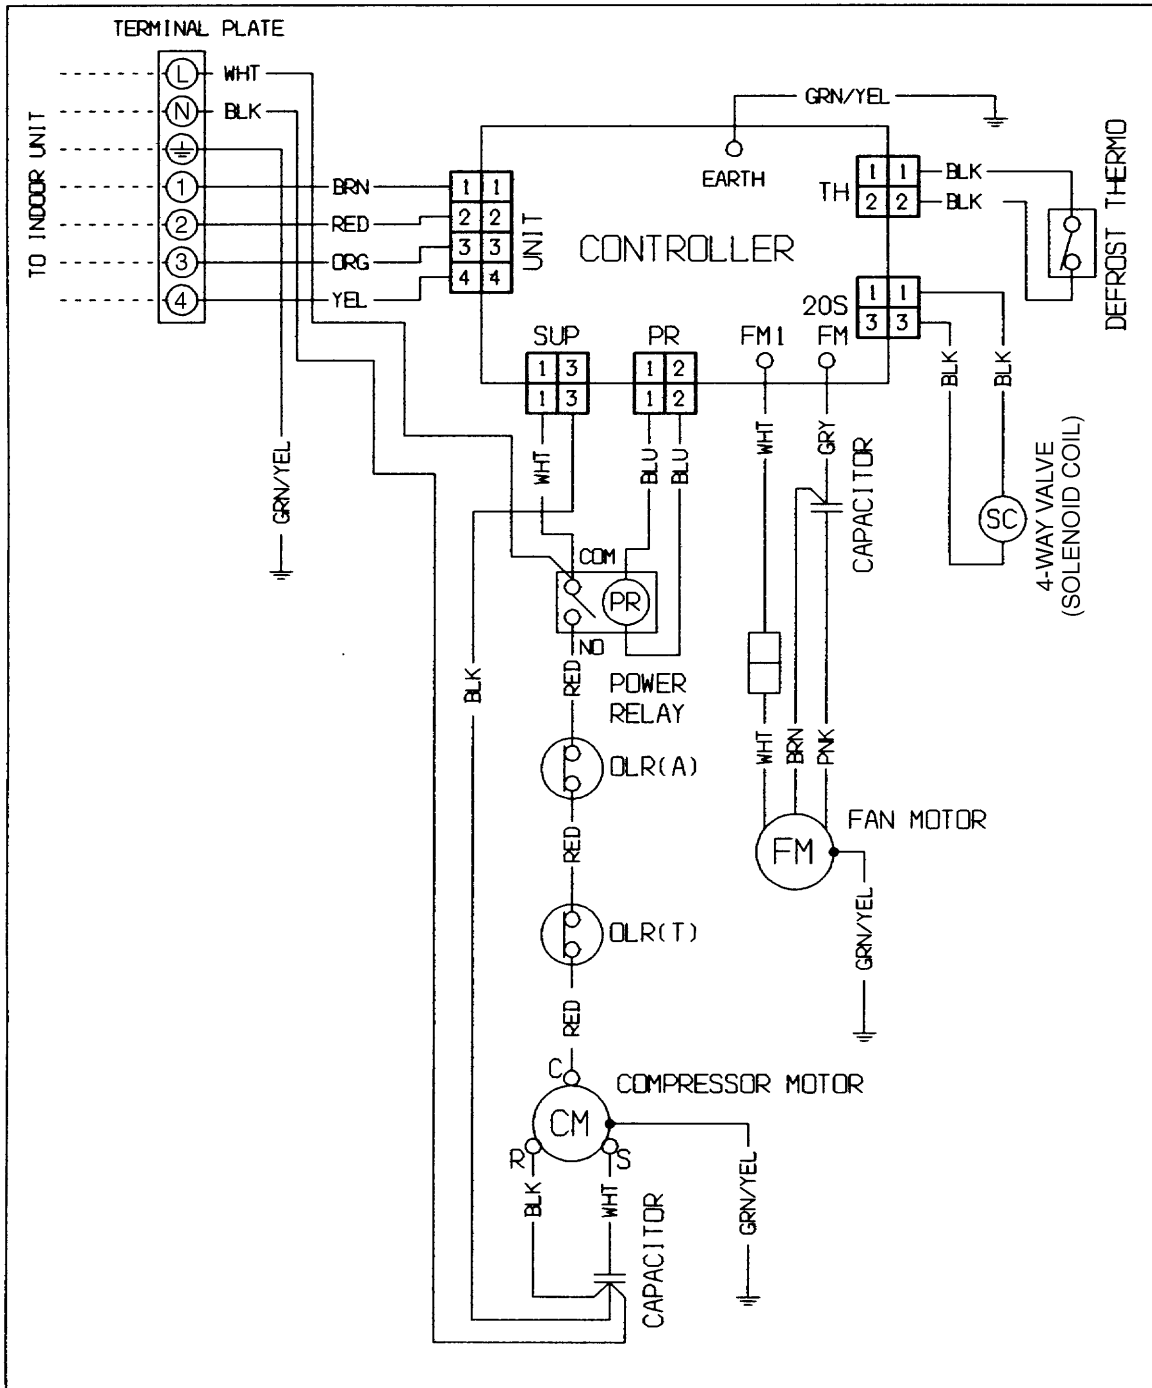 TERMINAL PLATE
TO INDOOR UNIT
L
WHT
N
BLK
1
BRN
2
RED
3
ORG
4
YEL
GRN/YEL
1 1
2 2
3 3
4 4
UNIT
CONTROLLER
EARTH
GRN/YEL
TH
1 1
2 2
BLK
BLK
DEFROST THERMO
20S
1 1
3 3
BLK
BLK
SC
4-WAY VALVE
(SOLENOID COIL)
SUP
1 3
1 3
PR
1 2
1 2
FM1
FM
WHT
BLU
BLU
WHT
GRY
CAPACITOR
COM
PR
NO
POWER
RELAY
BLK
RED
OLR(A)
RED
OLR(T)
RED
WHT
BRN
PNK
FM
FAN MOTOR
GRN/YEL
C
CM
COMPRESSOR MOTOR
R
S
BLK
WHT
CAPACITOR
GRN/YEL